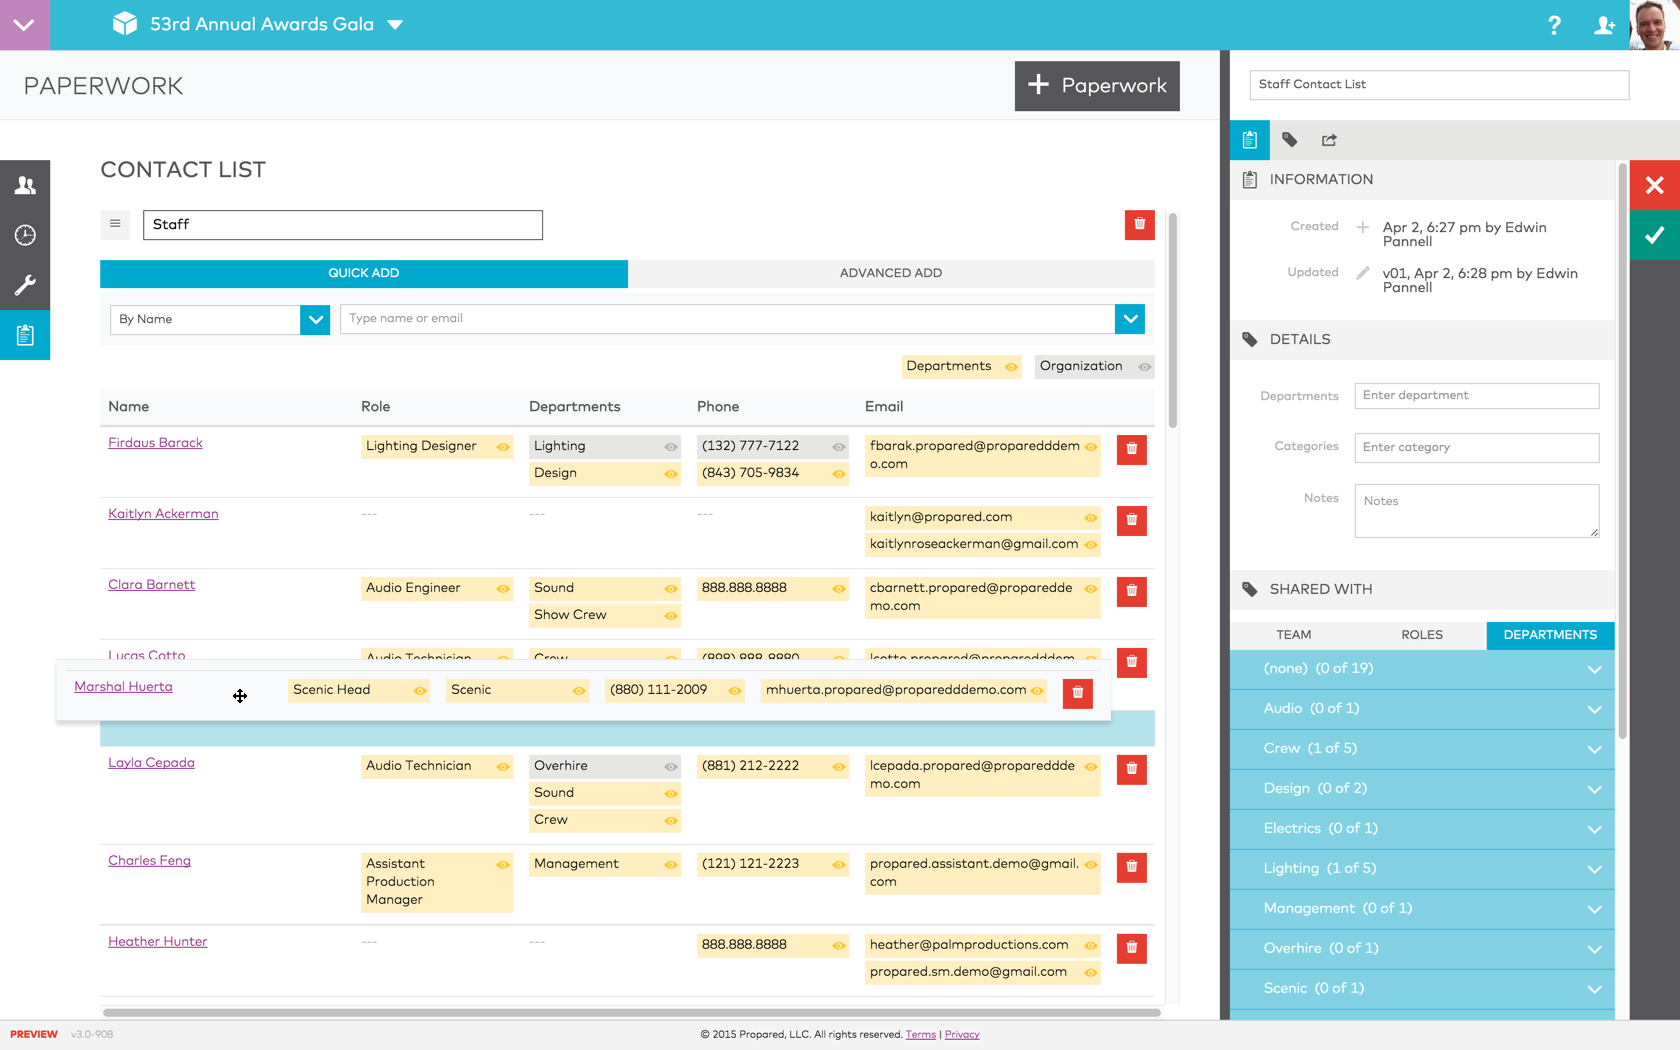 53rd Annual Awards Gala
?
PAPERWORK
+ Paperwork
CONTACT LIST
Staff
QUICK ADD
ADVANCED ADD
By Name
Type name or email
Departments
Organization
Name Role Departments Phone Email
Firdaus Barack
Lighting Designer
Lighting
Design
(132) 777-7122
(843) 705-9834
fbarak.propared@proparedddem
o.com
Kaitlyn Ackerman
---
---
---
kaitlyn@propared.com
kaitlynroseackerman@gmail.com
Clara Barnett
Audio Engineer
Sound
Show Crew
888.888.8888
cbarnett.propared@proparedde
mo.com
Lucas Cotto
Audio Technician
Crew
(898) 888-8880
lcotto.propared@proparedddem
Marshal Huerta
Scenic Head
Scenic
(880) 111-2009
mhuerta.propared@proparedddemo.com
Layla Cepada
Audio Technician
Overhire
Sound
Crew
(881) 212-2222
lcepada.propared@proparedddde
mo.com
Charles Feng
Assistant
Production
Manager
Management
(121) 121-2223
propared.assistant.demo@gmail.
com
Heather Hunter
---
---
888.888.8888
heather@palmproductions.com
propared.sm.demo@gmail.com
Staff Contact List
INFORMATION
Created
Apr 2, 6:27 pm by Edwin
Pannell
Updated
v01, Apr 2, 6:28 pm by Edwin
Pannell
DETAILS
Departments
Enter department
Categories
Enter category
Notes
Notes
SHARED WITH
TEAM
ROLES
DEPARTMENTS
(none) (0 of 19)
Audio (0 of 1)
Crew (1 of 5)
Design (0 of 2)
Electrics (0 of 1)
Lighting (1 of 5)
Management (0 of 1)
Overhire (0 of 1)
Scenic (0 of 1)
PREVIEW v3.0-908
© 2015 Propared, LLC. All rights reserved. Terms | Privacy